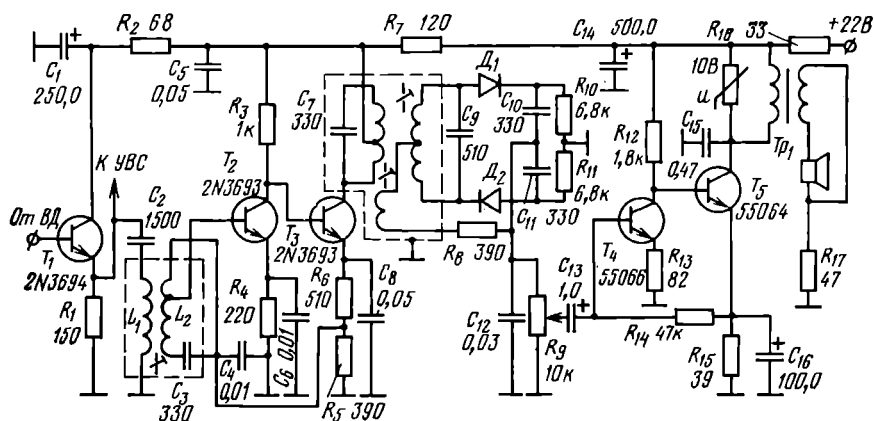 R2 68
R7 120
C14 500,0
R18 33
+22В
C1 250,0
C5 0,05
R3 1к
C7 330
Д1
C9 510
C10 330
R10 6,8к
10В
u
C15 0,47
Тр1
R12 1,8к
К УВС
T2 2N3693
C2 1500
От ВД
T1 2N3694
T3 2N3693
Д2
C11 330
R11 6,8к
R8 390
T5 55064
T4 55066
R13 82
R17 47
R1 150
L1
L2
R4 220
R6 510
C8 0,05
C13 1,0
C12 0,03
R9 10к
R14 47к
R15 39
C16 100,0
C3 330
C4 0,01
C6 0,01
R5 390